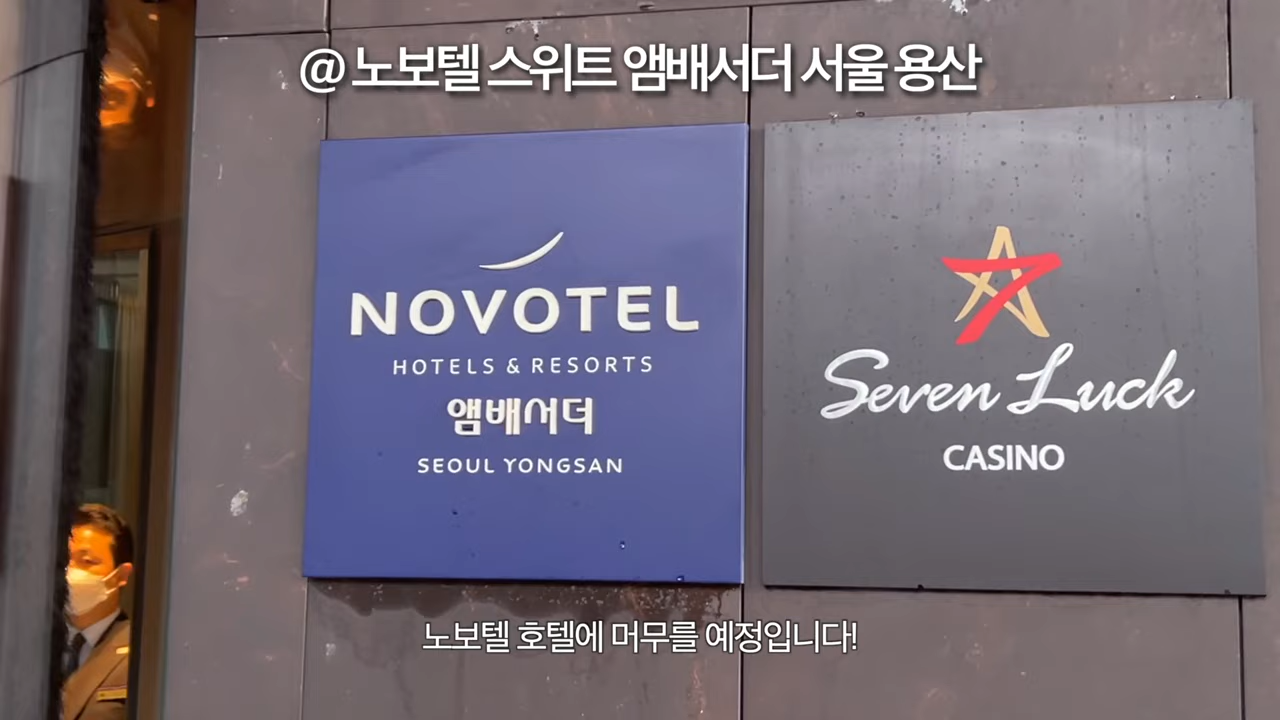 @ 노보텔 스위트 앰배서더 서울 용산
NOVOTEL
HOTELS & RESORTS
앰배서더
SEOUL YONGSAN
7
Seven Luck
CASINO
노보텔 호텔에 머무를 예정입니다!